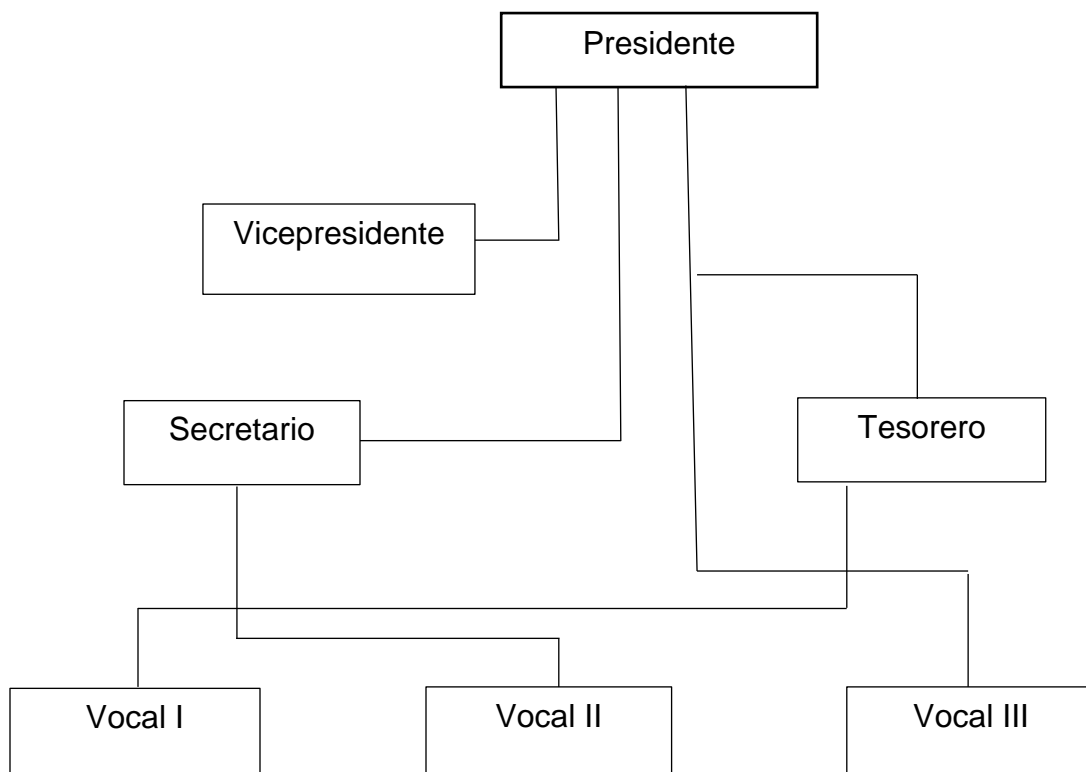 Presidente
Vicepresidente
Secretario
Tesorero
Vocal I
Vocal II
Vocal III